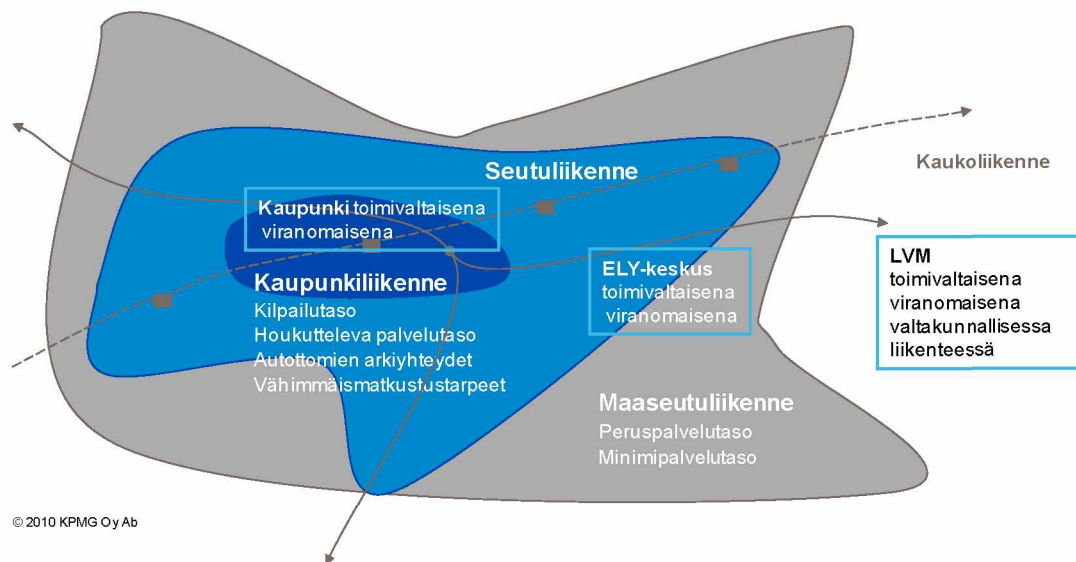 Seutuliikenne
Kaukoliikenne
Kaupunki toimivaltaisena
viranomaisena
Kaupunkiliikenne
Kilpailutaso
Houkutteleva palvelutaso
Autottomien arkiyhteydet
Vähimmäismatkustustarpeet
ELY-keskus
toimivaltaisena
viranomaisena
LVM
toimivaltaisena
viranomaisena
valtakunnallisessa
liikenteessä
Maaseutuliikenne
Peruspalvelutaso
Minimipalvelutaso
© 2010 KPMG Oy Ab